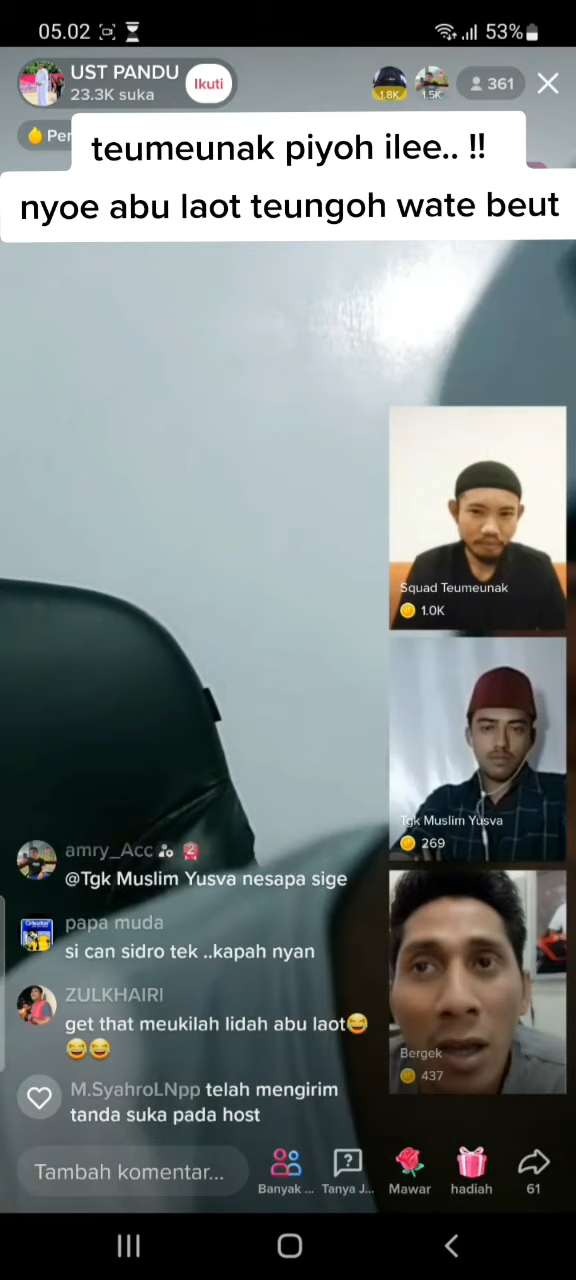 05.02
53%
UST PANDU
23.3K suka
Ikuti
1.8K
1.5K
361
Per
teumeunak piyoh ilee.. !!
nyoe abu laot teungoh wate beut
Squad Teumeunak
1.0K
Tgk Muslim Yusva
269
amry_Acc
2
@Tgk Muslim Yusva nesapa sige
papa muda
si can sidro tek ..kapah nyan
ZULKHAIRI
get that meukilah lidah abu laot😂
😂😂
Bergek
437
M.SyahroLNpp telah mengirim
tanda suka pada host
Tambah komentar...
Banyak ...
Tanya J...
Mawar
hadiah
61